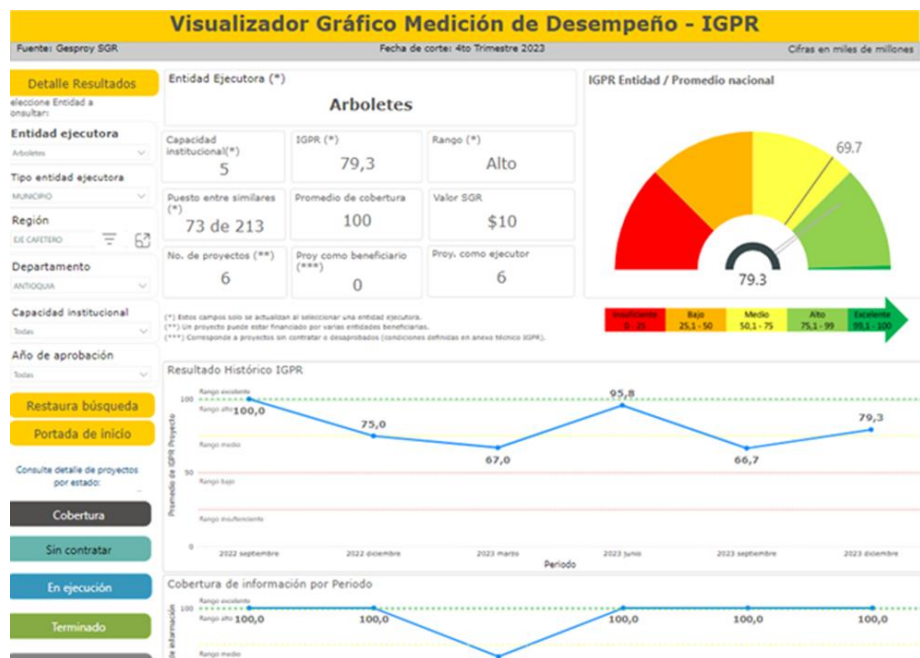 Visualizador Gráfico Medición de Desempeño - IGPR
Fuente: Gesproy SGR
Fecha de corte: 4to Trimestre 2023
Cifras en miles de millones
Detalle Resultados
eleccione Entidad a
onsultar:
Entidad ejecutora
Arboletes
Tipo entidad ejecutora
MUNICIPIO
Región
EJE CAFETERO
Departamento
ANTIOQUIA
Capacidad institucional
Todas
Año de aprobación
Todas
Restaura búsqueda
Portada de inicio
Consulte detalle de proyectos
por estado:
Cobertura
Sin contratar
En ejecución
Terminado
Entidad Ejecutora (*)
Arboletes
Capacidad
institucional(*)
5
IGPR (*)
79,3
Rango (*)
Alto
Puesto entre similares
(*)
73 de 213
Promedio de cobertura
100
Valor SGR
$10
No. de proyectos (**)
6
Proy como beneficiario
(***)
0
Proy. como ejecutor
6
(*) Estos campos solo se actualizan al seleccionar una entidad ejecutora.
(**) Un proyecto puede estar financiado por varias entidades beneficiarias.
(***) Corresponde a proyectos sin contratar o desaprobados (condiciones definidas en anexo técnico IGPR).
IGPR Entidad / Promedio nacional
69.7
79.3
Insuficiente
0 - 25
Bajo
25,1 - 50
Medio
50,1 - 75
Alto
75,1 - 99
Excelente
99,1 - 100
Resultado Histórico IGPR
Promedio de IGPR Proyecto
100
50
0
Rango excelente
Rango alto
Rango medio
Rango bajo
Rango insuficiente
100,0
75,0
67,0
95,8
66,7
79,3
2022 septiembre
2022 diciembre
2023 marzo
2023 junio
2023 septiembre
2023 diciembre
Periodo
Cobertura de información por Periodo
de información
100
Rango excelente
Rango alto
Rango medio
100,0
100,0
100,0
100,0
100,0